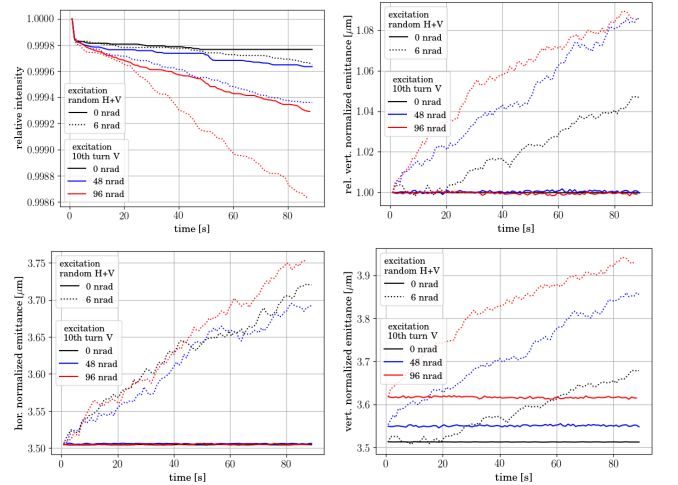 1.0000
0.9998
0.9996
0.9994
0.9992
0.9990
0.9988
0.9986
relative intensity
excitation
random H+V
0 nrad
6 nrad
excitation
10th turn V
0 nrad
48 nrad
96 nrad
0 20 40 60 80
time [s]
1.08
1.06
1.04
1.02
1.00
rel. vert. normalized emittance [μm]
excitation
random H+V
0 nrad
6 nrad
excitation
10th turn V
0 nrad
48 nrad
96 nrad
0 20 40 60 80
time [s]
3.75
3.70
3.65
3.60
3.55
3.50
hor. normalized emittance [μm]
excitation
random H+V
0 nrad
6 nrad
excitation
10th turn V
0 nrad
48 nrad
96 nrad
0 20 40 60 80
time [s]
3.9
3.8
3.7
3.6
3.5
vert. normalized emittance [μm]
excitation
random H+V
0 nrad
6 nrad
excitation
10th turn V
0 nrad
48 nrad
96 nrad
0 20 40 60 80
time [s]